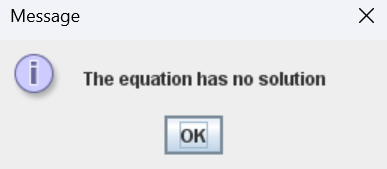 Message
The equation has no solution
OK